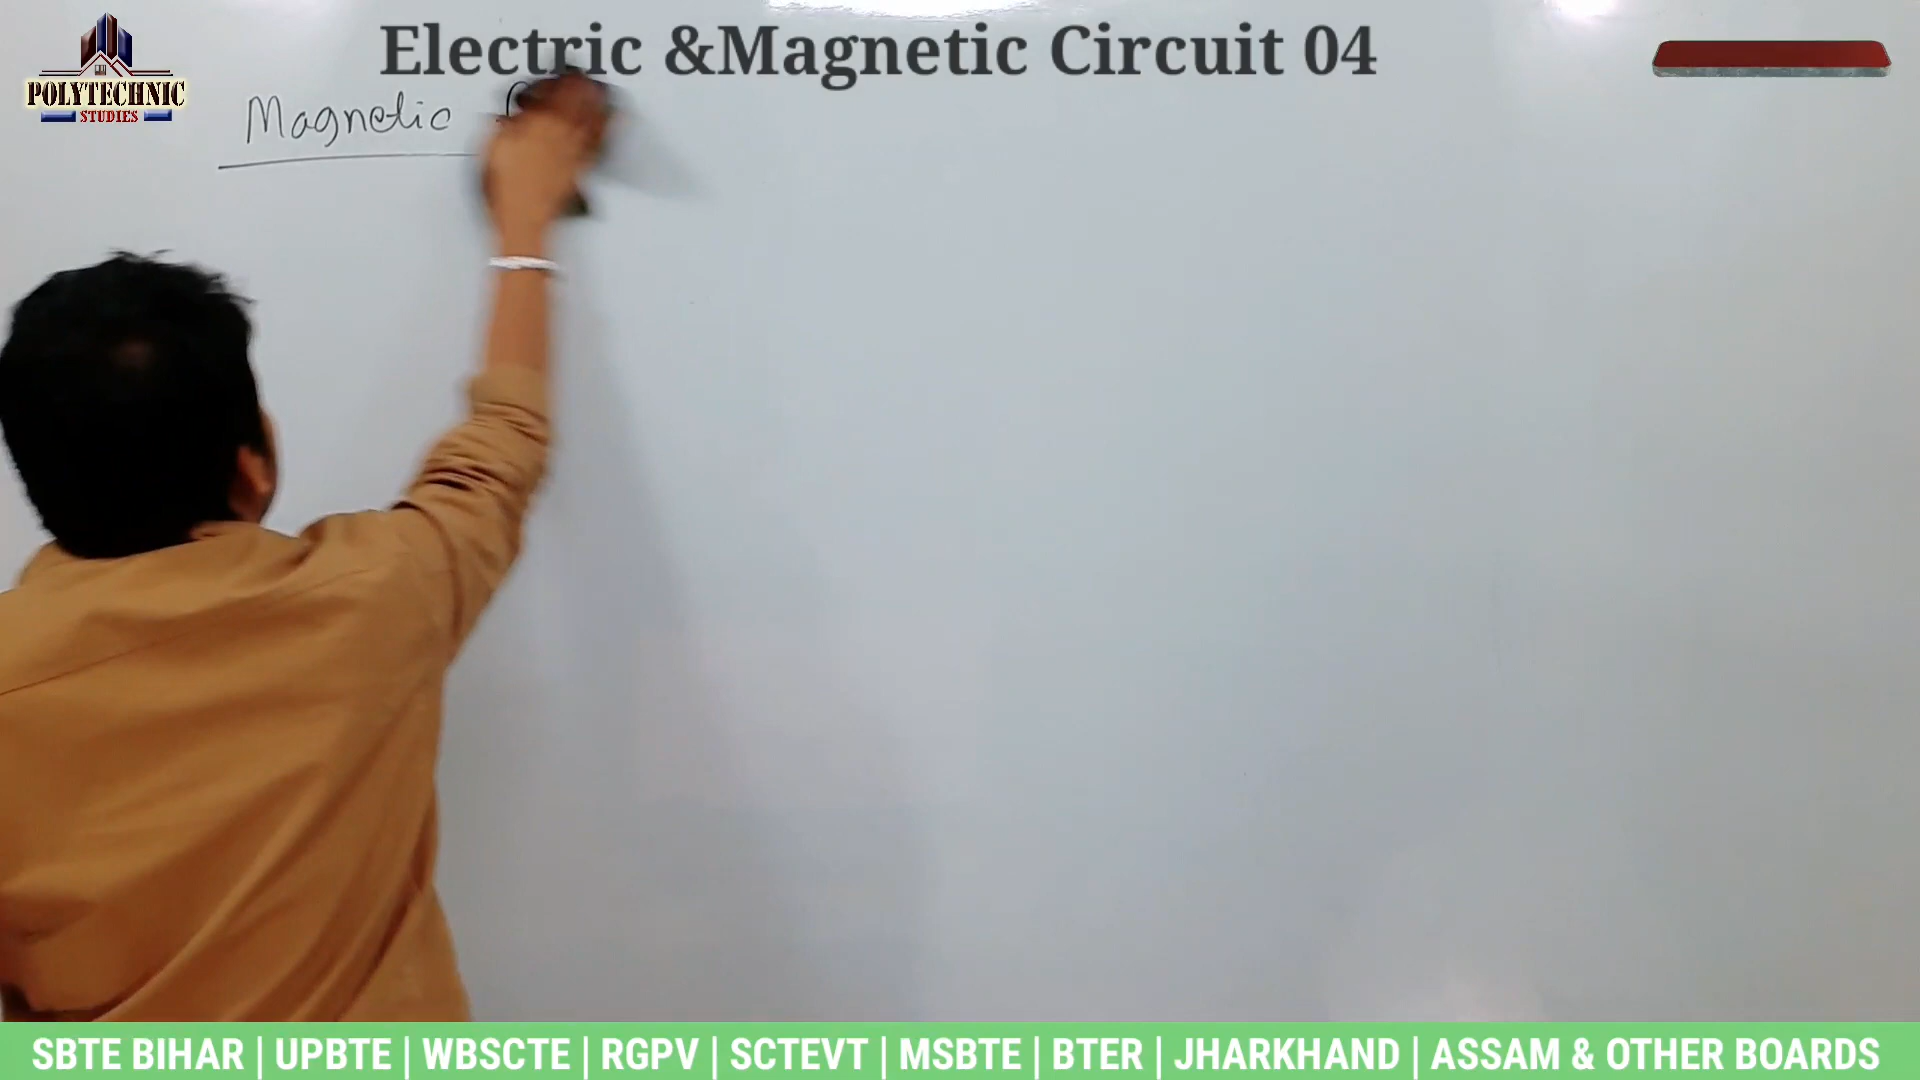 Electric &Magnetic Circuit 04
POLYTECHNIC
STUDIES
Magnetic
SBTE BIHAR | UPBTE | WBSCTE | RGPV | SCTEVT | MSBTE | BTER | JHARKHAND | ASSAM & OTHER BOARDS